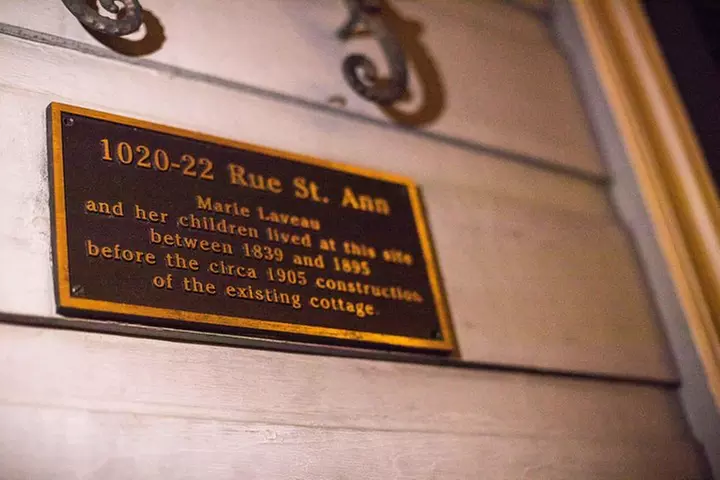 1020-22 Rue St. Ann
Marie Laveau
and her children lived at this site
between 1839 and 1895
before the circa 1905 construction
of the existing cottage.